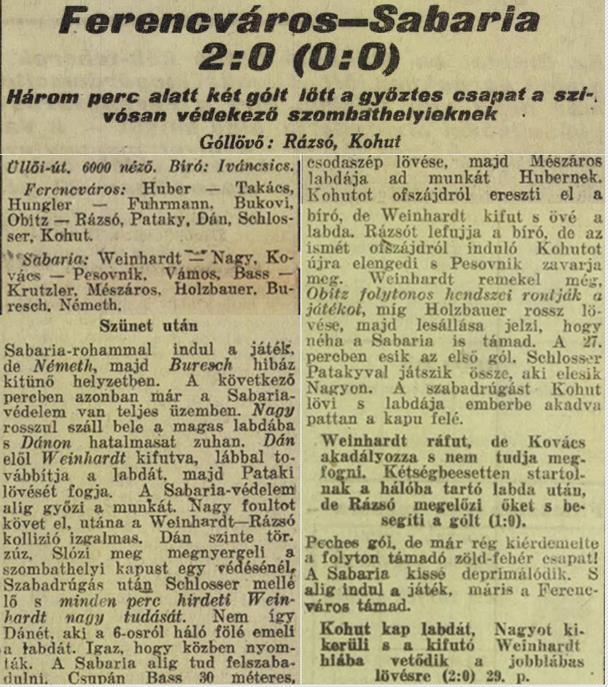 Ferencváros—Sabaria
2:0 (0:0)
Három perc alatt két gólt lőtt a győztes csapat a szí-
vósan védekező szombathelyieknek
Góllövő: Rázsó, Kohut
Üllői-út. 6000 néző. Bíró: Iváncsics.
Ferencváros: Huber — Takács,
Hungler — Fuhrmann, Bukovi,
Obitz — Rázsó, Pataky, Dán, Schlos-
ser, Kohut.
Sabaria: Weinhardt — Nagy, Ko-
vács — Pesovnik, Vámos, Bass —
Krutzler, Mészáros, Holzbauer, Bu-
resch, Németh.
Szünet után
Sabaria-rohammal indul a játék,
de Németh, majd Buresch hibáz
kitünő helyzetben. A következő
percben azonban már a Sabaria-
védelem van teljes üzemben. Nagy
rosszul száll bele a magas labdába
s Dánon hatalmasat zuhan. Dán
elől Weinhardt kifutva, lábbal to-
vábbítja a labdát, majd Pataki
lövését fogja. A Sabaria-védelem
alig győzi a munkát. Nagy foultot
követ el, utána a Weinhardt—Rázsó
kollizió izgalmas. Dán szinte tör.
zúz, Slózi meg megnyergeli a
szombathelyi kapust egy védésénél.
Szabadrúgás után Schlosser mellé
lő s minden perc hirdeti Wein-
hardt nagy tudását. Nem így
Dánét, aki a 6-osról háló fölé emeli
a labdát. Igaz, hogy közben nyom-
ták. A Sabaria alig tud felszaba-
dulni. Csupán Bass 30 méteres,
csodaszép lövése, majd Mészáros
labdája ad munkát Hubernek.
Kohutot ofszájdról ereszti el a
bíró, de Weinhardt kifut s övé a
labda. Rázsót lefujja a bíró, de az
ismét ofszájdról induló Kohutot
újra elengedi s Pesovnik zavarja
meg. Weinhardt remekel még,
Obitz folytonos hendszei rontják a
játékot, míg Holzbauer rossz lö-
vése, majd lesállása jelzi, hogy
néha a Sabaria is támad. A 27.
percben esik az első gól. Schlosser
Patakyval játszik össze, aki elesik
Nagyon. A szabadrúgást Kohut
lövi s labdája emberbe akadva
pattan a kapu felé.
Weinhardt ráfut, de Kovács
akadályozza s nem tudja meg-
fogni. Kétségbeesetten startol-
nak a hálóba tartó labda után,
de Rázsó megelőzi őket s be-
segíti a gólt (1:0).
Peches gól, de már rég kiérdemelte
a folyton támadó zöld-fehér csapat!
A Sabaria kissé deprimálódik. S
alig indul a játék, máris a Ferenc-
város támad.
Kohut kap labdát, Nagyot ki-
kerüli s a kifutó Weinhardt
hiába vetődik a jobblábas
lövésre (2:0) 29. p.